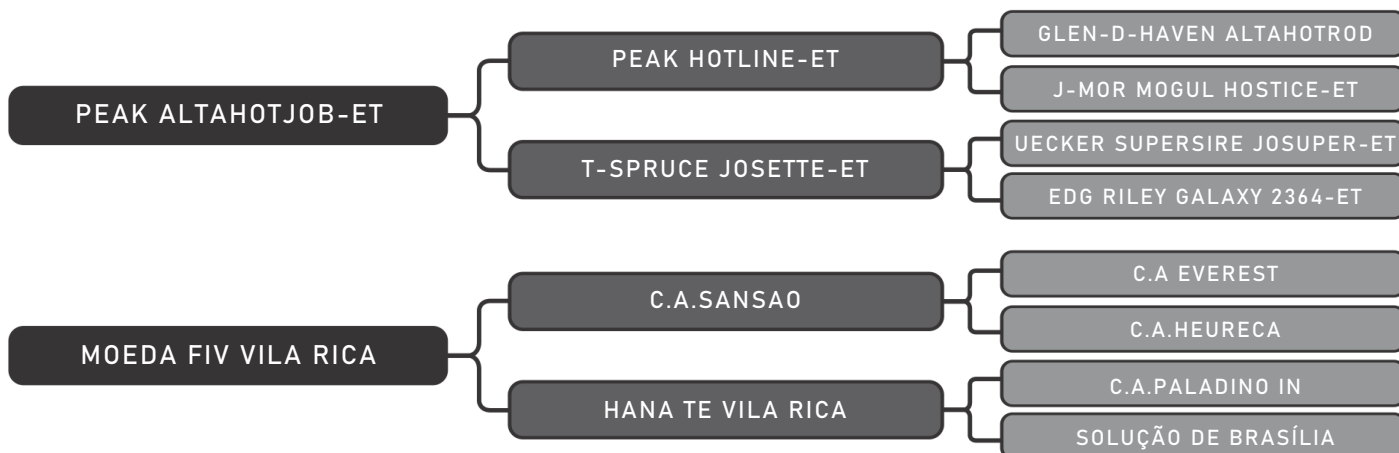 PEAK ALTAHOTJOB-ET
PEAK HOTLINE-ET
GLEN-D-HAVEN ALTAHOTROD
J-MOR MOGUL HOSTICE-ET
T-SPRUCE JOSETTE-ET
UECKER SUPERSIRE JOSUPER-ET
EDG RILEY GALAXY 2364-ET
MOEDA FIV VILA RICA
C.A.SANSAO
C.A EVEREST
C.A.HEURECA
HANA TE VILA RICA
C.A.PALADINO IN
SOLUÇÃO DE BRASÍLIA